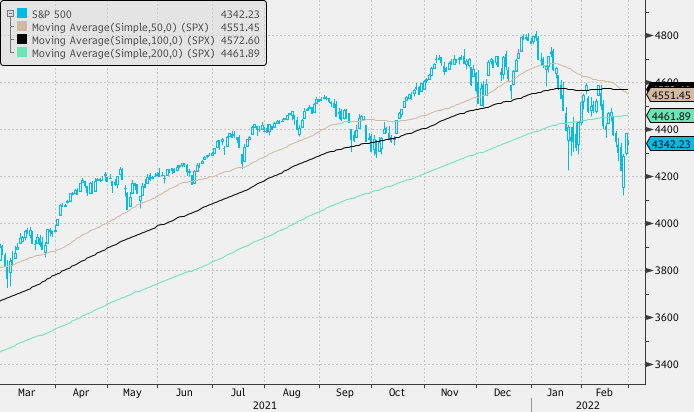 S&P 500 4342.23
Moving Average(Simple,50,0) (SPX) 4551.45
Moving Average(Simple,100,0) (SPX) 4572.60
Moving Average(Simple,200,0) (SPX) 4461.89
4800
4600
4551.45
4461.89
4400
4342.23
4200
4000
3800
3600
3400
Mar Apr May Jun Jul Aug Sep Oct Nov Dec Jan Feb
2021 2022